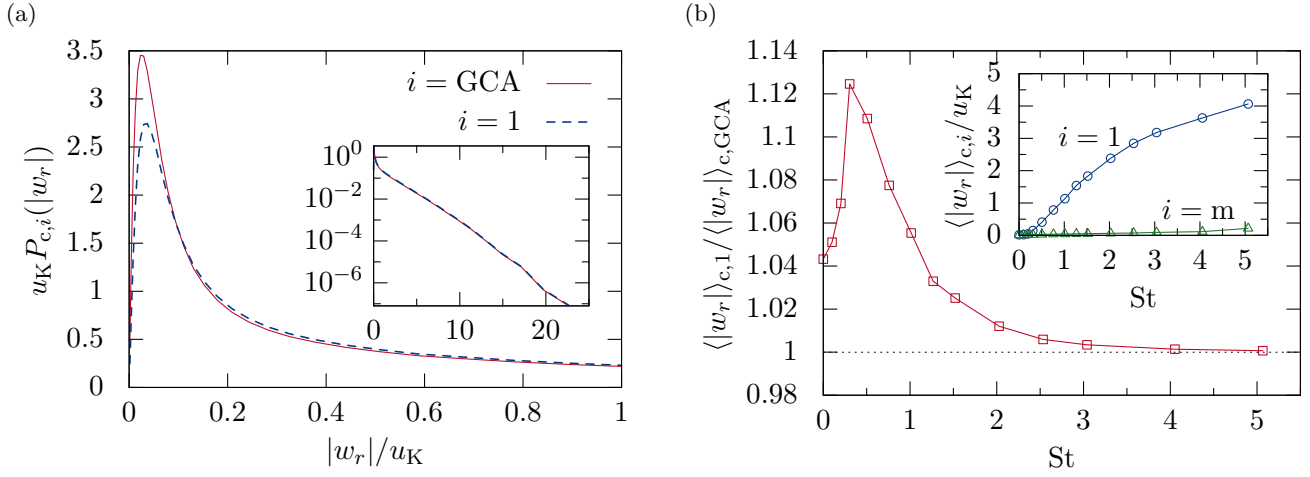 (a)
3.5
3
2.5
2
1.5
1
0.5
0
u_K P_{c,i}(|w_r|)
i = GCA
i = 1
10^0
10^{-2}
10^{-4}
10^{-6}
0 10 20
0 0.2 0.4 0.6 0.8 1
|w_r|/u_K
(b)
1.14
1.12
1.1
1.08
1.06
1.04
1.02
1
0.98
⟨|w_r|⟩_{c,1}/⟨|w_r|⟩_{c,GCA}
5
4
3
2
1
0
⟨|w_r|⟩_{c,i}/u_K
i = 1
i = m
0 1 2 3 4 5
St
0 1 2 3 4 5
St